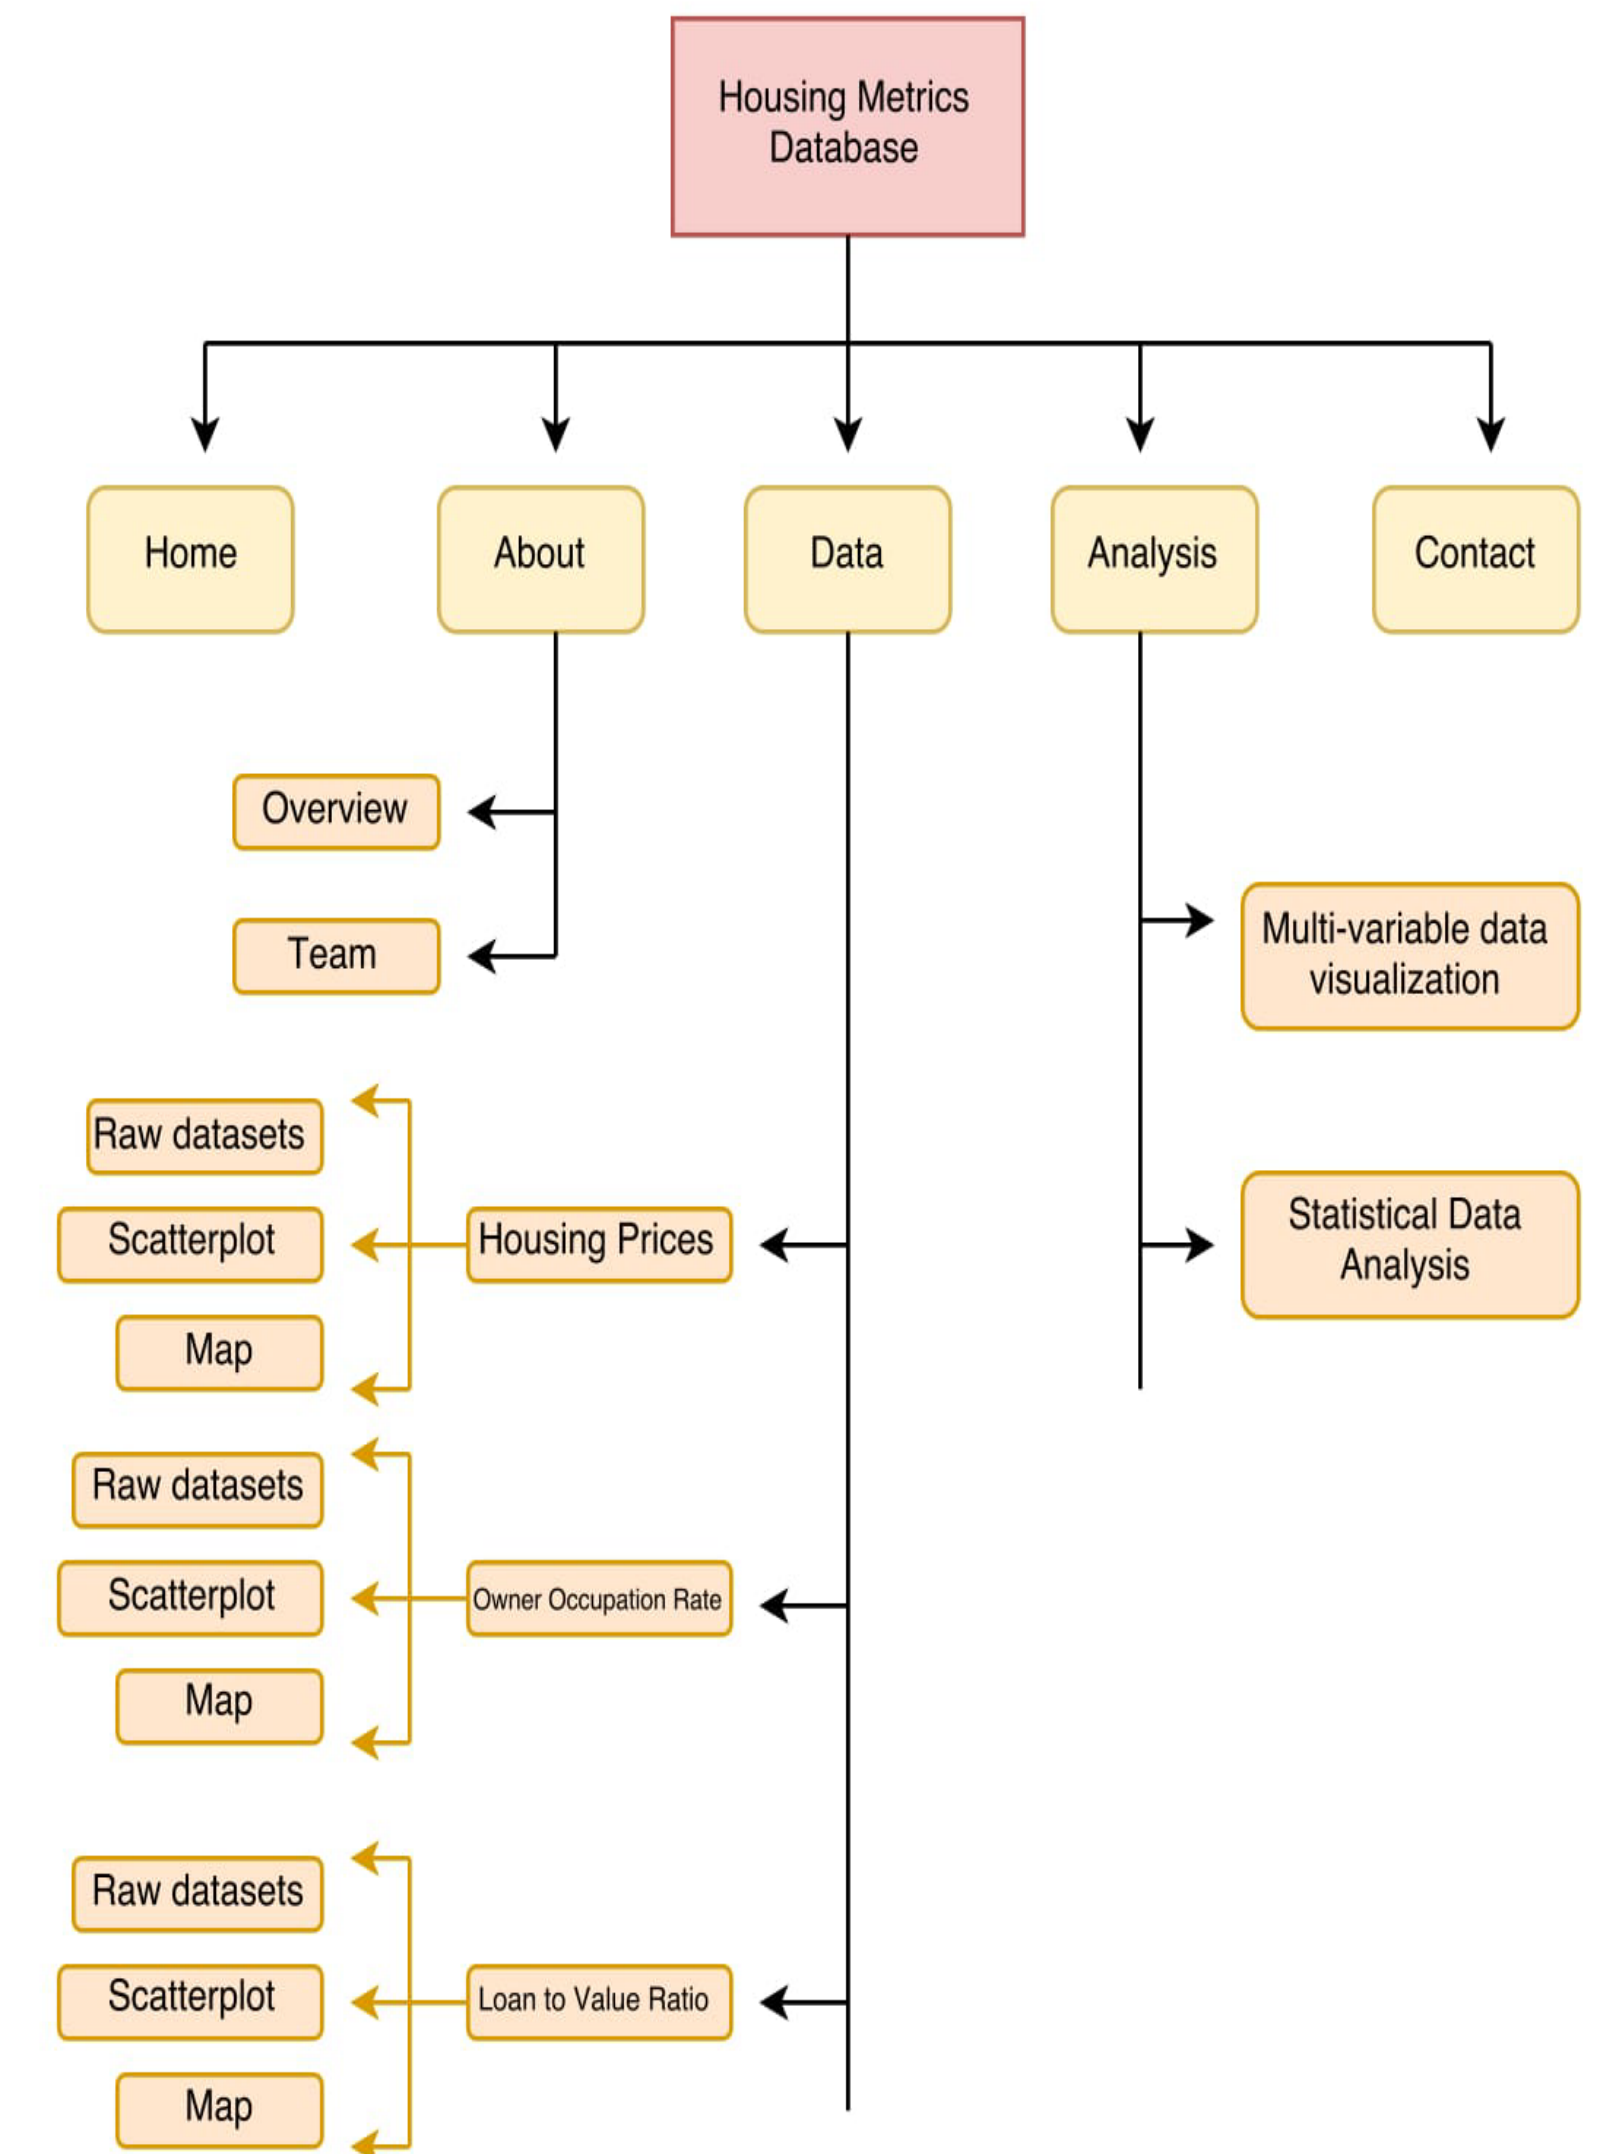 Housing Metrics
Database
Home
About
Data
Analysis
Contact
Overview
Team
Multi-variable data
visualization
Raw datasets
Scatterplot
Map
Housing Prices
Statistical Data
Analysis
Raw datasets
Scatterplot
Map
Owner Occupation Rate
Raw datasets
Scatterplot
Map
Loan to Value Ratio